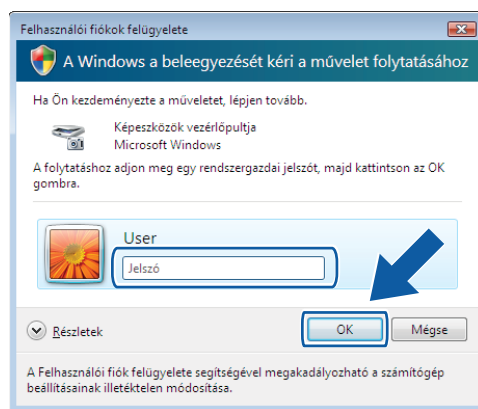 Felhasználói fiókok felügyelete
A Windows a beleegyezését kéri a művelet folytatásához
Ha Ön kezdeményezte a műveletet, lépjen tovább.
Képeszközök vezérlőpultja
Microsoft Windows
A folytatáshoz adjon meg egy rendszergazdai jelszót, majd kattintson az OK
gombra.
User
Jelszó
Részletek
OK
Mégse
A Felhasználói fiók felügyelete segítségével megakadályozható a számítógép
beállításainak illetéktelen módosítása.